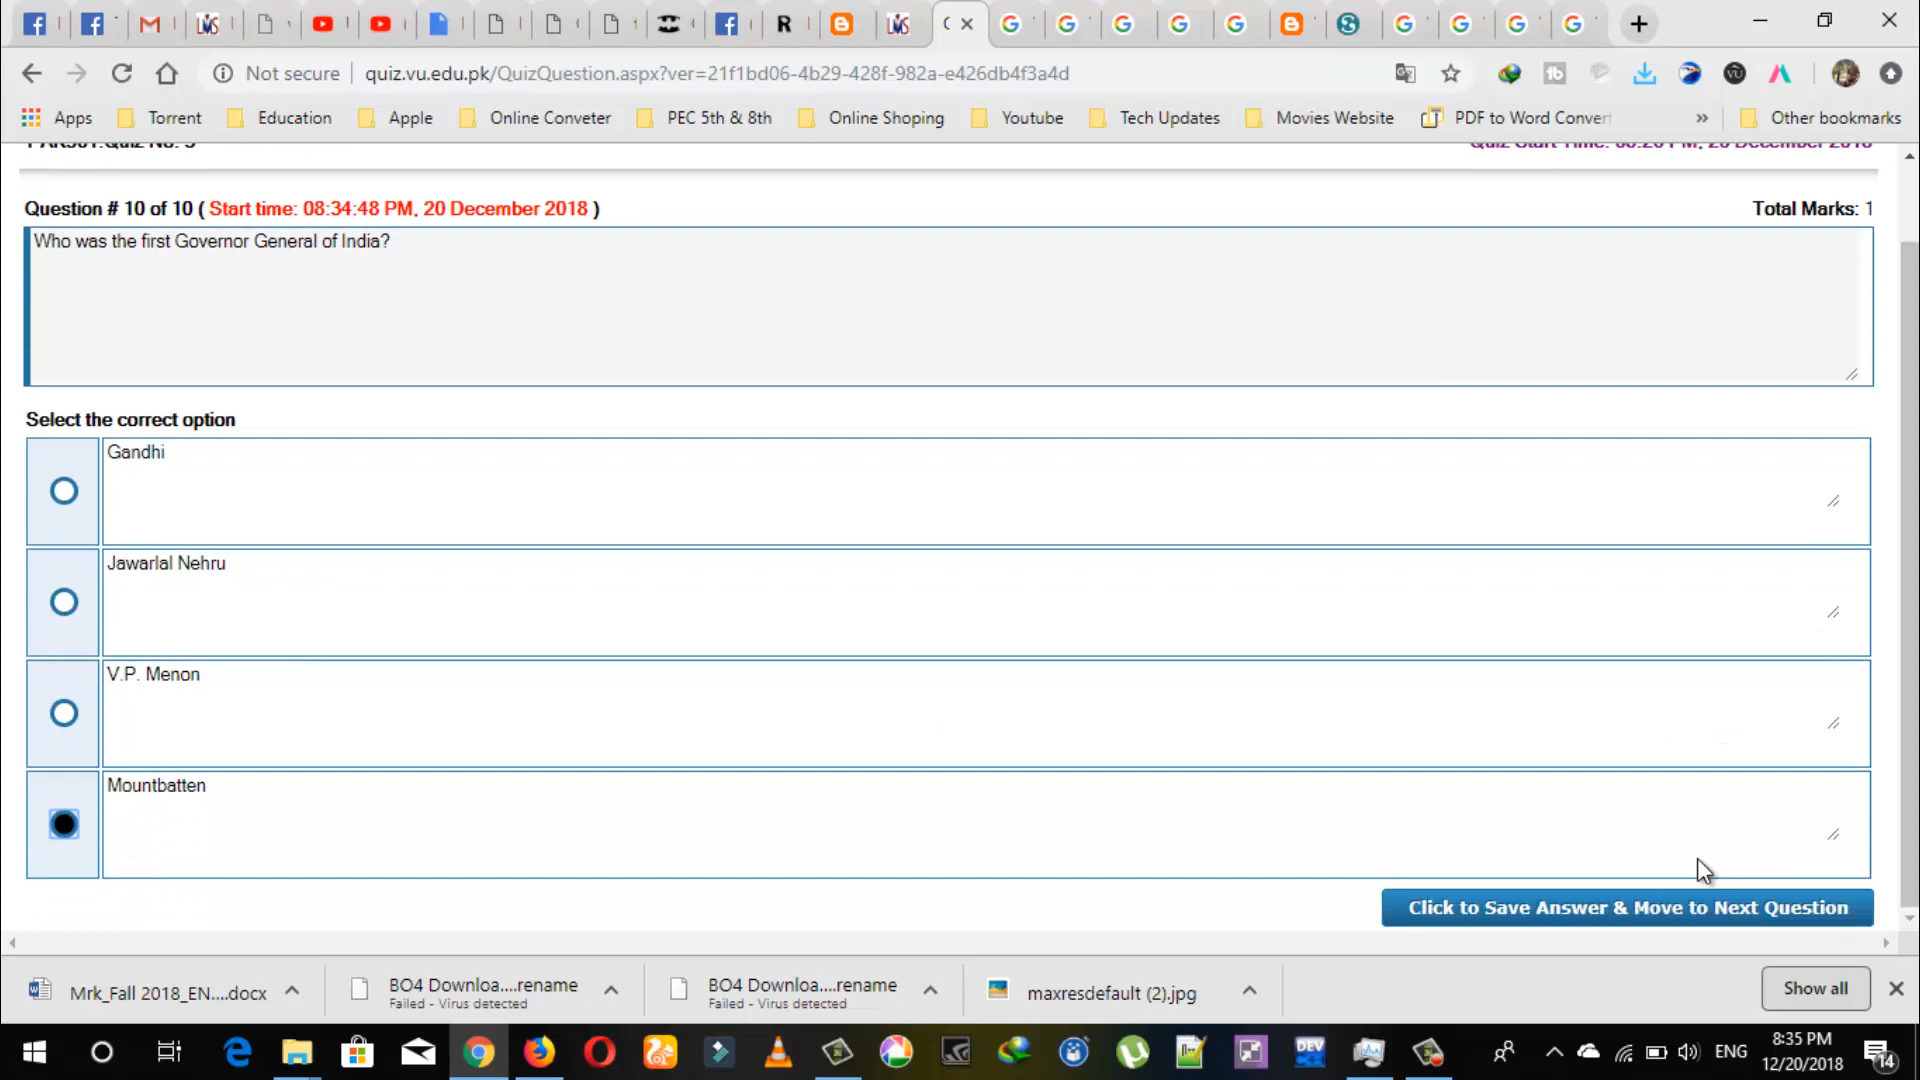 Not secure
quiz.vu.edu.pk/QuizQuestion.aspx?ver=21f1bd06-4b29-428f-982a-e426db4f3a4d
Apps Torrent Education Apple Online Conveter PEC 5th & 8th Online Shoping Youtube Tech Updates Movies Website PDF to Word Convert » Other bookmarks
Question # 10 of 10 ( Start time: 08:34:48 PM, 20 December 2018 ) Total Marks: 1
Who was the first Governor General of India?
Select the correct option
Gandhi
Jawarlal Nehru
V.P. Menon
Mountbatten
Click to Save Answer & Move to Next Question
Mrk_Fall 2018_EN....docx BO4 Downloa....rename BO4 Downloa....rename maxresdefault (2).jpg Show all
Failed - Virus detected Failed - Virus detected
ENG 8:35 PM
12/20/2018 14